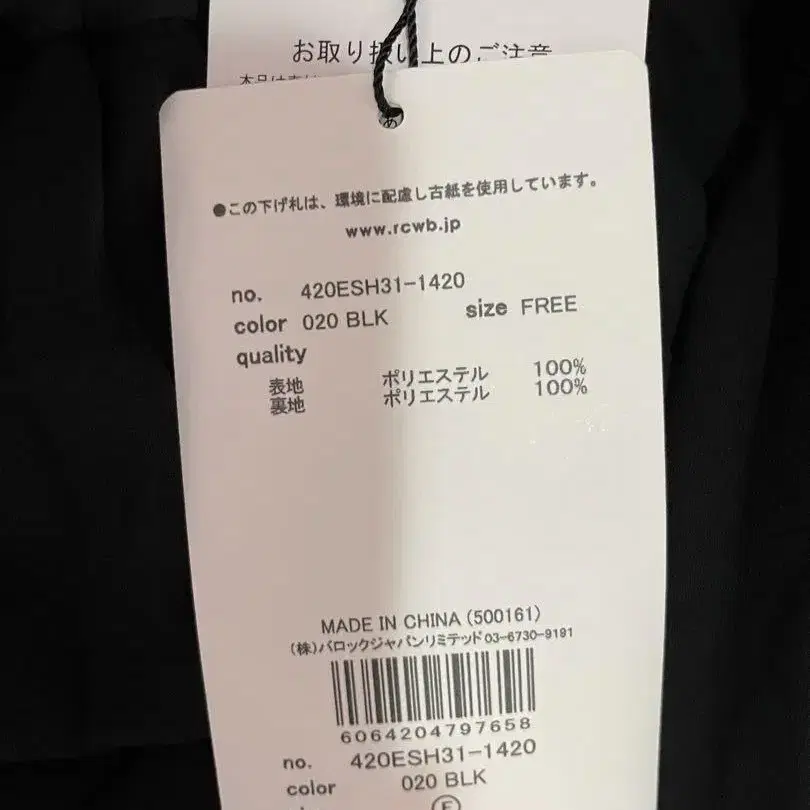 お取り扱い上のご注意
め
●この下げ札は、環境に配慮し古紙を使用しています。
www.rcwb.jp
no. 420ESH31-1420
color 020 BLK size FREE
quality
表地 ポリエステル 100%
裏地 ポリエステル 100%
MADE IN CHINA (500161)
(株)バロックジャパンリミテッド 03-6730-9191
6064204797658
no. 420ESH31-1420
color 020 BLK
F